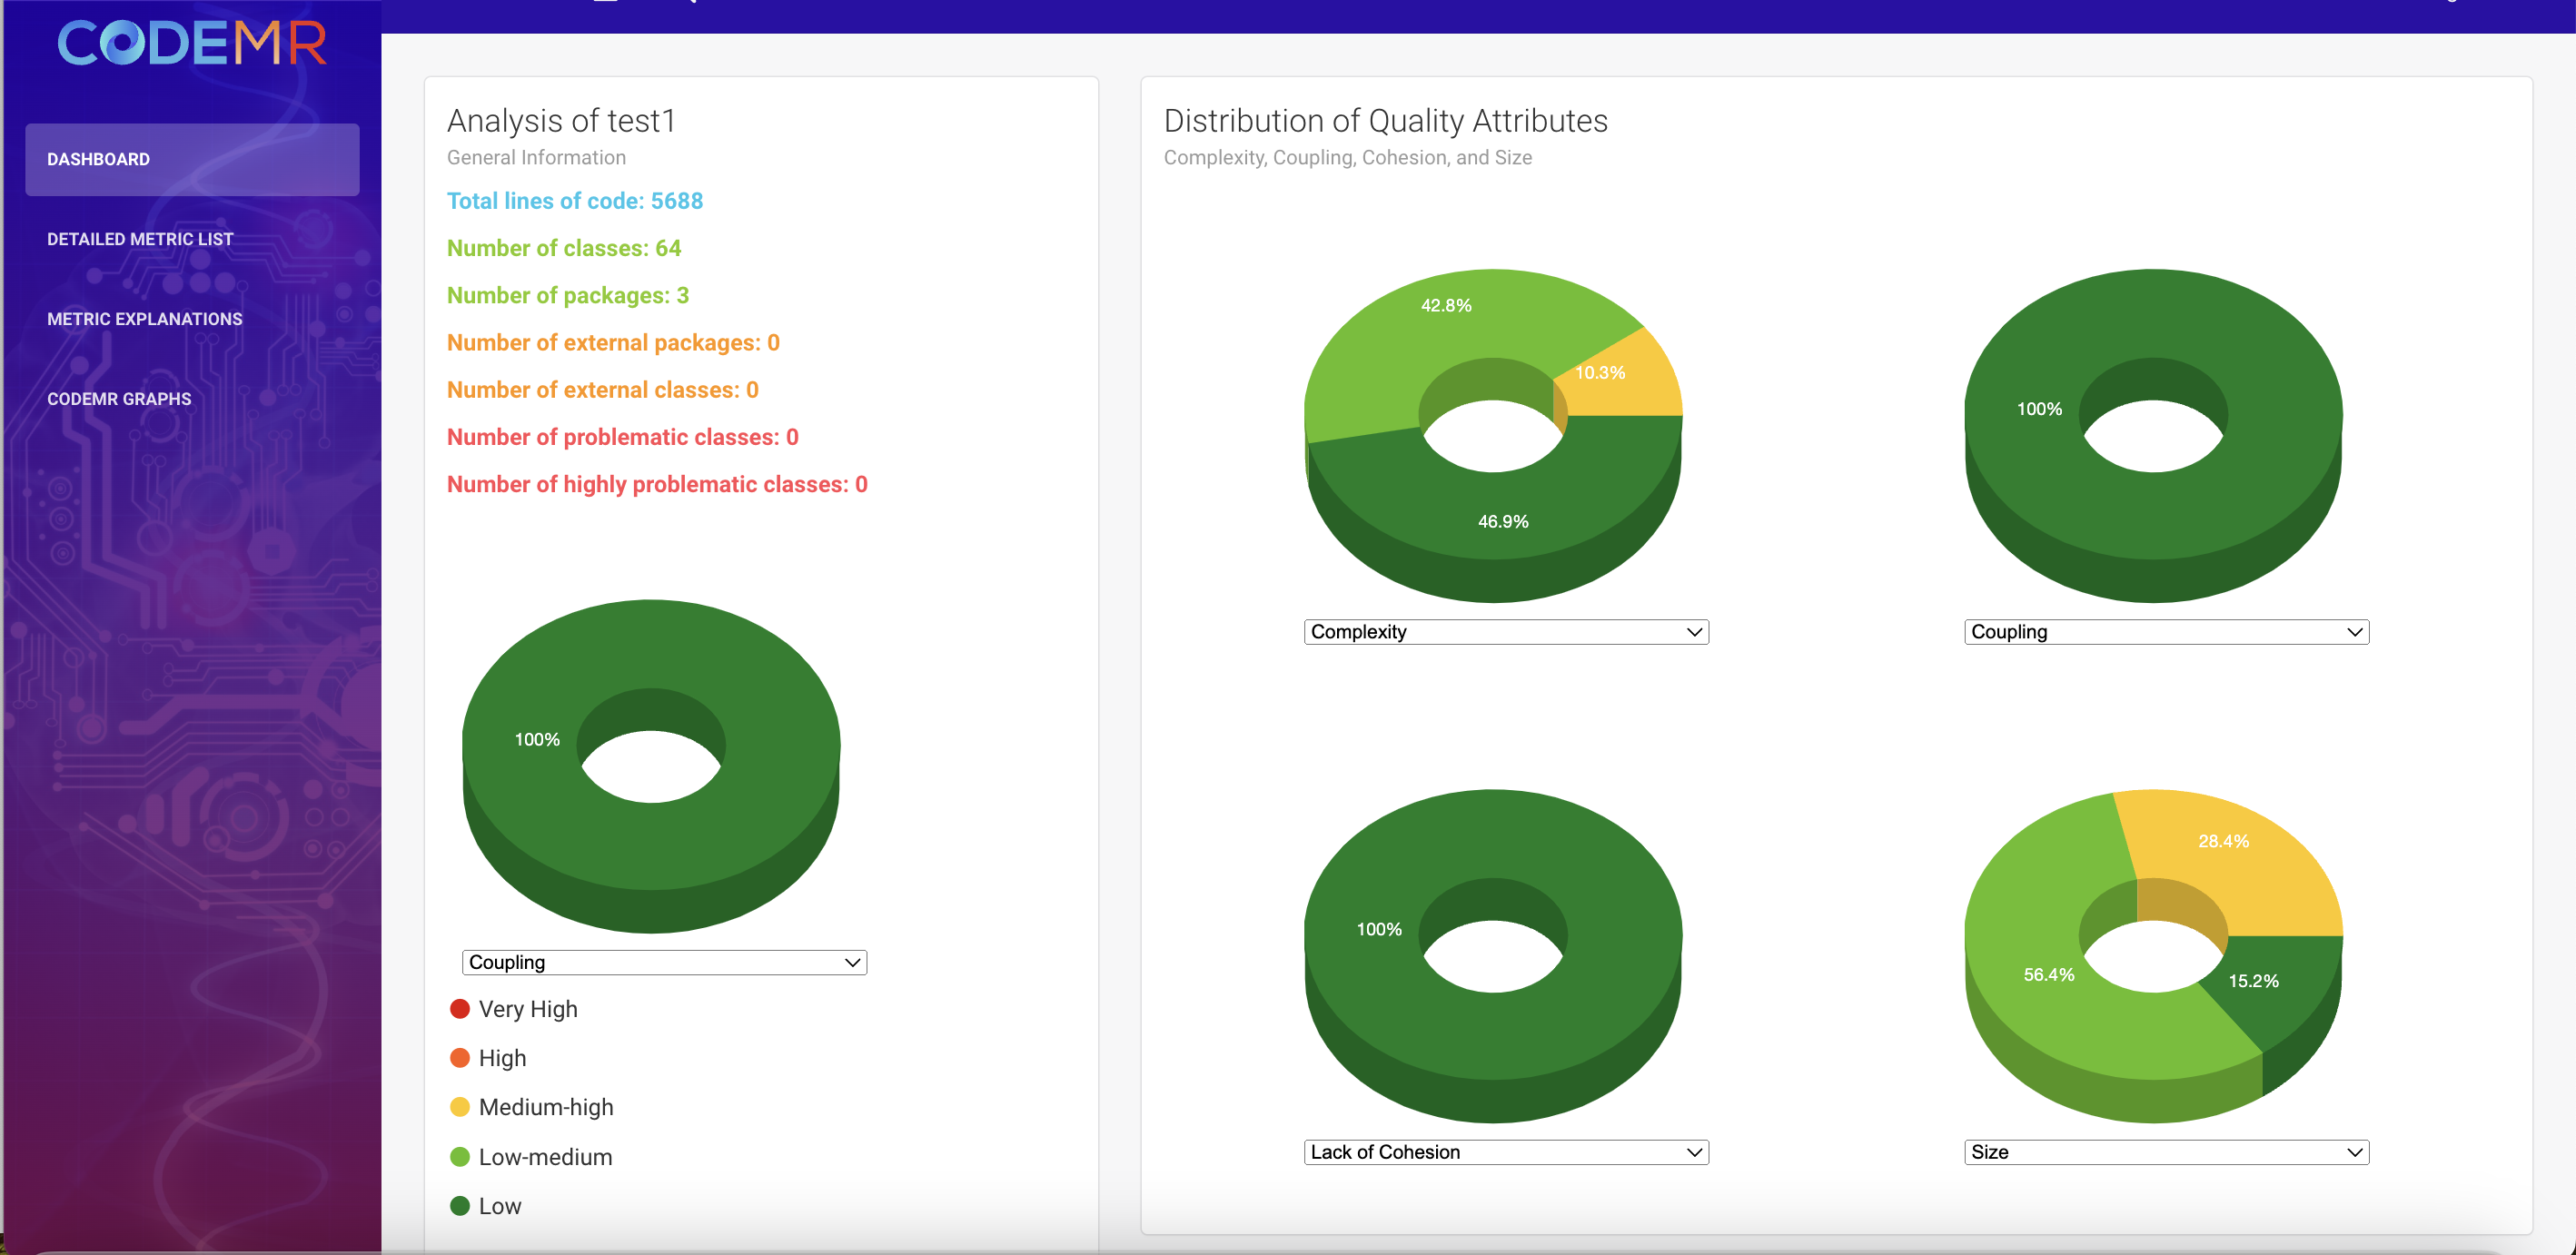 CODEMR
DASHBOARD
DETAILED METRIC LIST
METRIC EXPLANATIONS
CODEMR GRAPHS
Analysis of test1
General Information
Total lines of code: 5688
Number of classes: 64
Number of packages: 3
Number of external packages: 0
Number of external classes: 0
Number of problematic classes: 0
Number of highly problematic classes: 0
100%
Coupling
Very High
High
Medium-high
Low-medium
Low
Distribution of Quality Attributes
Complexity, Coupling, Cohesion, and Size
42.8%
10.3%
46.9%
Complexity
100%
Coupling
100%
Lack of Cohesion
28.4%
56.4%
15.2%
Size